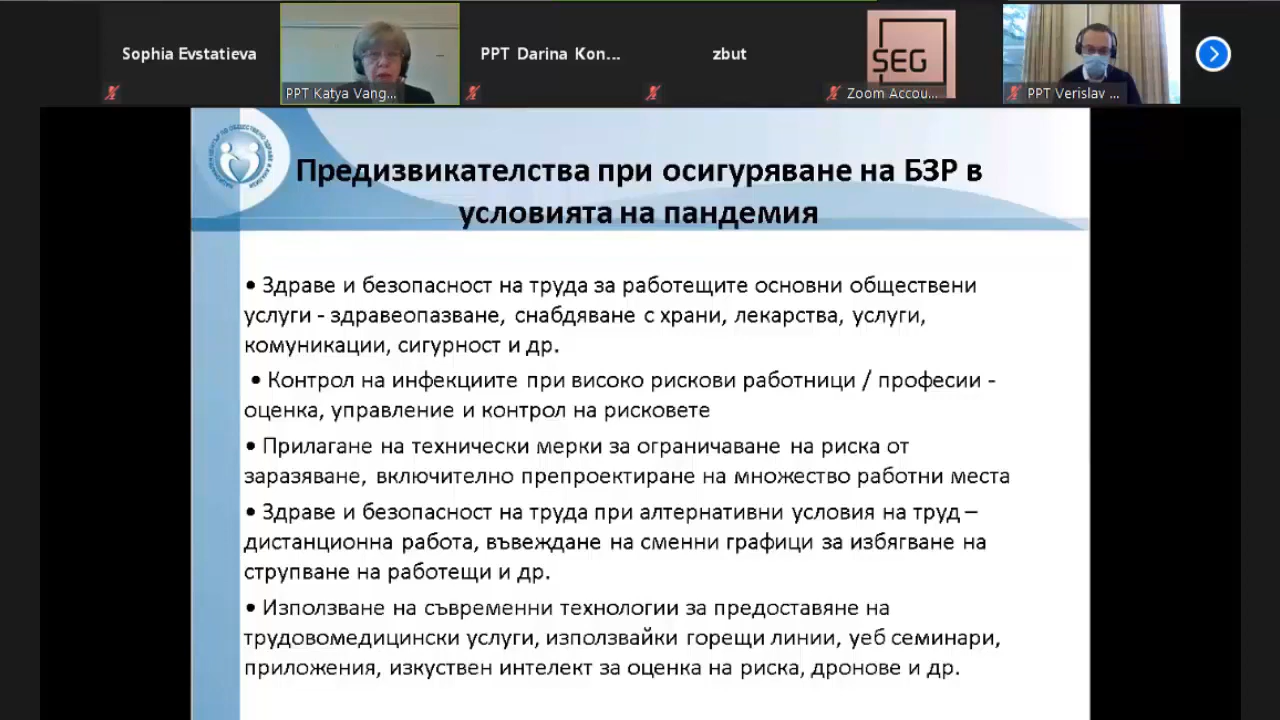 Sophia Evstatieva
PPT Katya Vang...
PPT Darina Kon...
zbut
SEG
Zoom Accou...
PPT Verislav ...
Предизвикателства при осигуряване на БЗР в
условията на пандемия
• Здраве и безопасност на труда за работещите основни обществени
услуги - здравеопазване, снабдяване с храни, лекарства, услуги,
комуникации, сигурност и др.
• Контрол на инфекциите при високо рискови работници / професии -
оценка, управление и контрол на рисковете
• Прилагане на технически мерки за ограничаване на риска от
заразяване, включително препроектиране на множество работни места
• Здраве и безопасност на труда при алтернативни условия на труд –
дистанционна работа, въвеждане на сменни графици за избягване на
струпване на работещи и др.
• Използване на съвременни технологии за предоставяне на
трудовомедицински услуги, използвайки горещи линии, уеб семинари,
приложения, изкуствен интелект за оценка на риска, дронове и др.